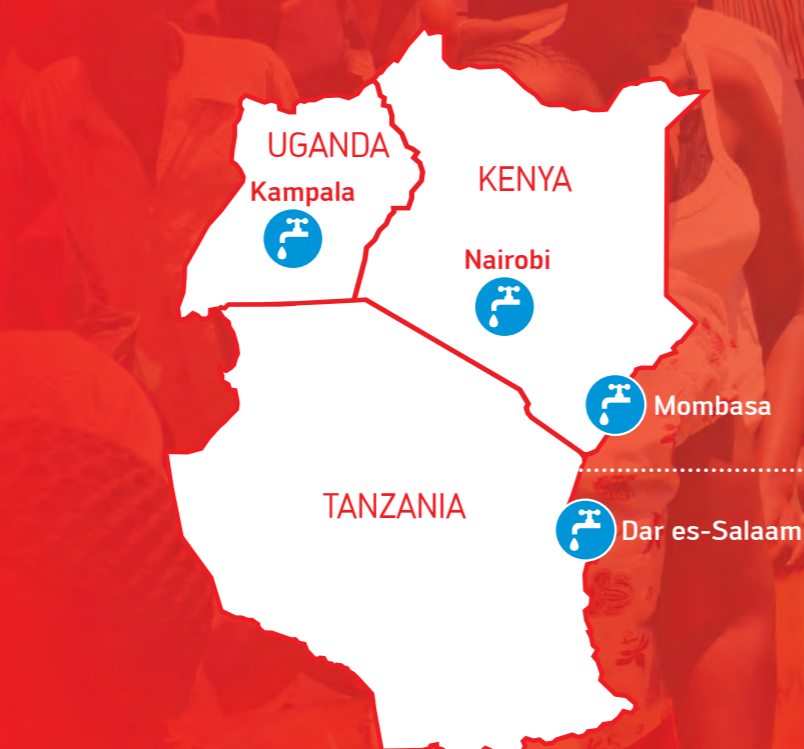 UGANDA
Kampala
KENYA
Nairobi
Mombasa
TANZANIA
Dar es-Salaam